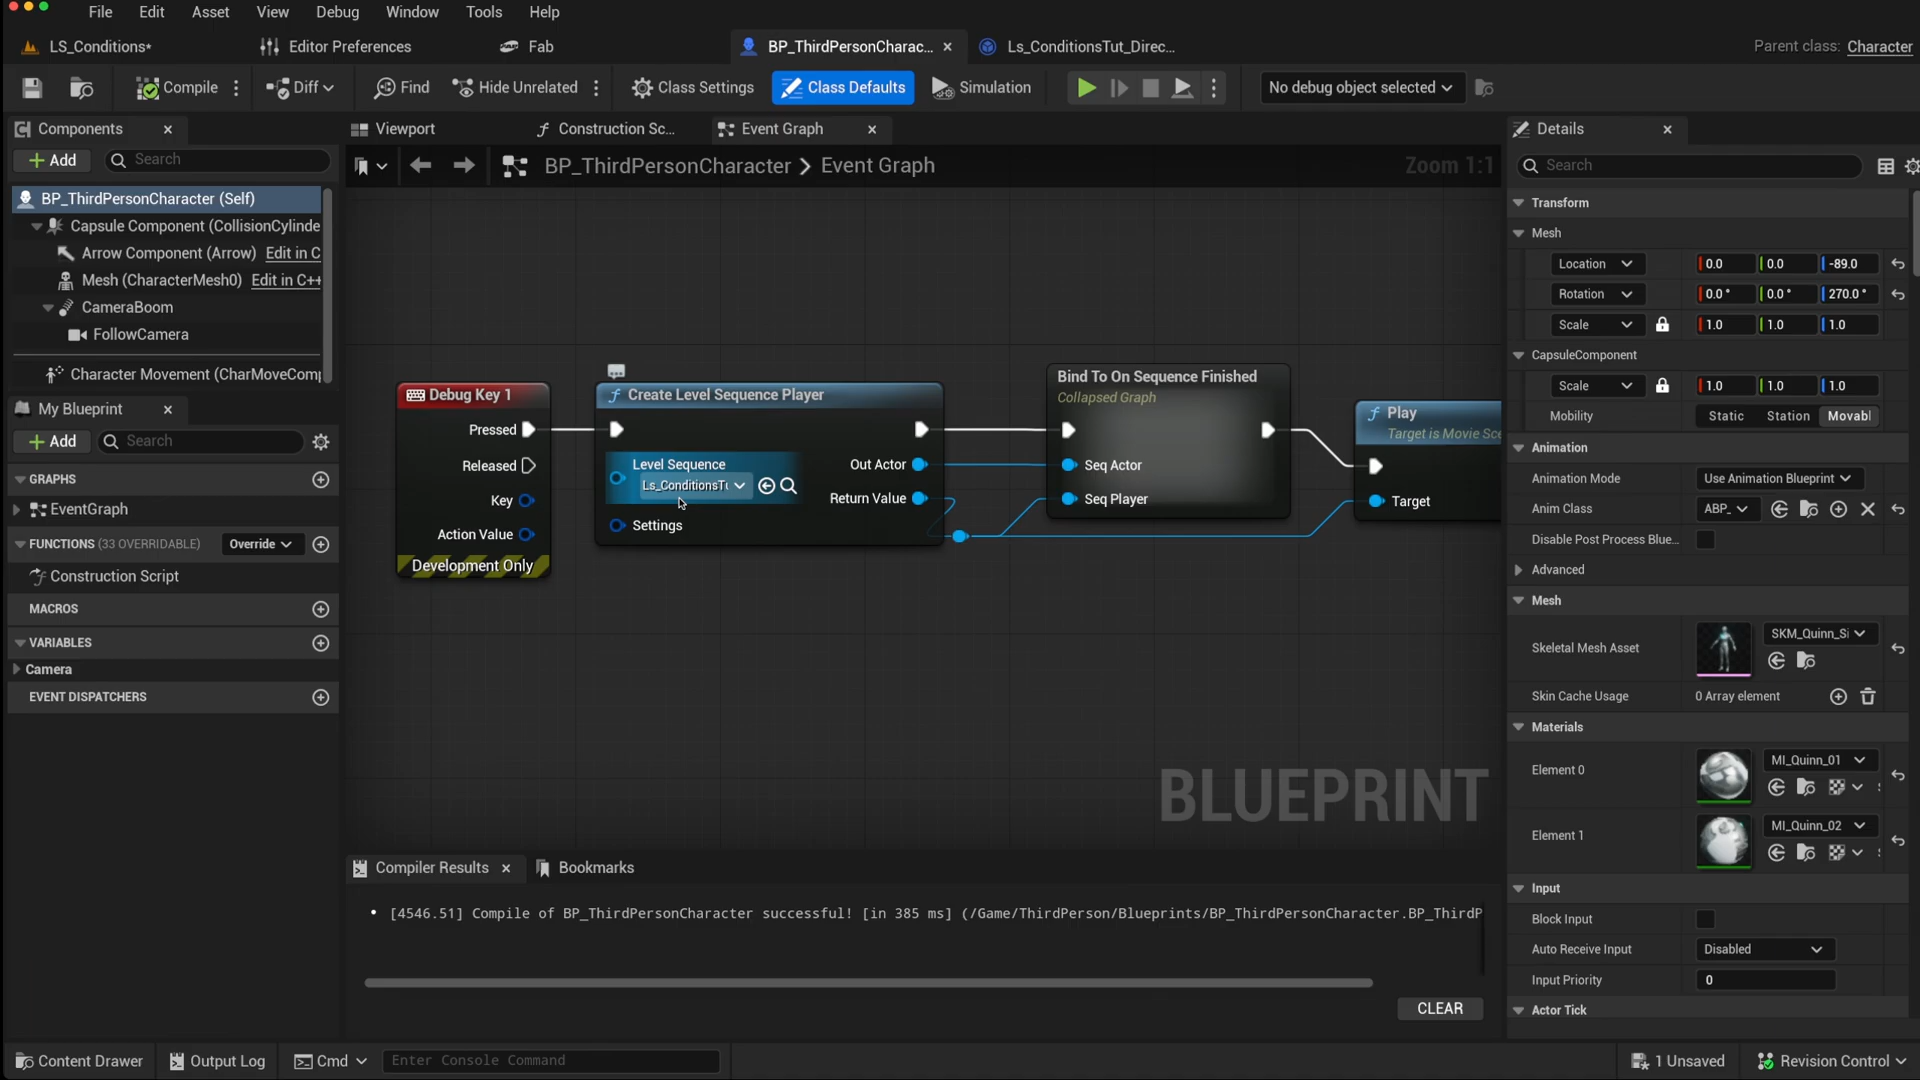 File Edit Asset View Debug Window Tools Help
LS_Conditions* Editor Preferences Fab BP_ThirdPersonCharac... Ls_ConditionsTut_Direc... Parent class: Character
Compile Diff Find Hide Unrelated Class Settings Class Defaults Simulation No debug object selected
Components Viewport Construction Sc... Event Graph Details
Add Search BP_ThirdPersonCharacter > Event Graph Zoom 1:1 Search
BP_ThirdPersonCharacter (Self)
Capsule Component (CollisionCylinde
Arrow Component (Arrow) Edit in C
Mesh (CharacterMesh0) Edit in C++
CameraBoom
FollowCamera
Character Movement (CharMoveComp
My Blueprint
Add Search
GRAPHS
EventGraph
FUNCTIONS (33 OVERRIDABLE) Override
Construction Script
MACROS
VARIABLES
Camera
EVENT DISPATCHERS
Debug Key 1
Pressed
Released
Key
Action Value
Development Only
Create Level Sequence Player
Level Sequence
Out Actor
Return Value
Settings
Bind To On Sequence Finished
Collapsed Graph
Seq Actor
Seq Player
Play
Target is Movie Sce
Target
BLUEPRINT
Compiler Results Bookmarks
• [4546.51] Compile of BP_ThirdPersonCharacter successful! [in 385 ms] (/Game/ThirdPerson/Blueprints/BP_ThirdPersonCharacter.BP_ThirdP
CLEAR
Transform
Mesh
Location 0.0 0.0 -89.0
Rotation 0.0 ° 0.0 ° 270.0 °
Scale 1.0 1.0 1.0
CapsuleComponent
Scale 1.0 1.0 1.0
Mobility Static Station Movabl
Animation
Animation Mode Use Animation Blueprint
Anim Class ABP_
Disable Post Process Blue...
Advanced
Mesh
Skeletal Mesh Asset SKM_Quinn_Si
Skin Cache Usage 0 Array element
Materials
Element 0 MI_Quinn_01
Element 1 MI_Quinn_02
Input
Block Input
Auto Receive Input Disabled
Input Priority 0
Actor Tick
Content Drawer Output Log Cmd Enter Console Command 1 Unsaved Revision Control